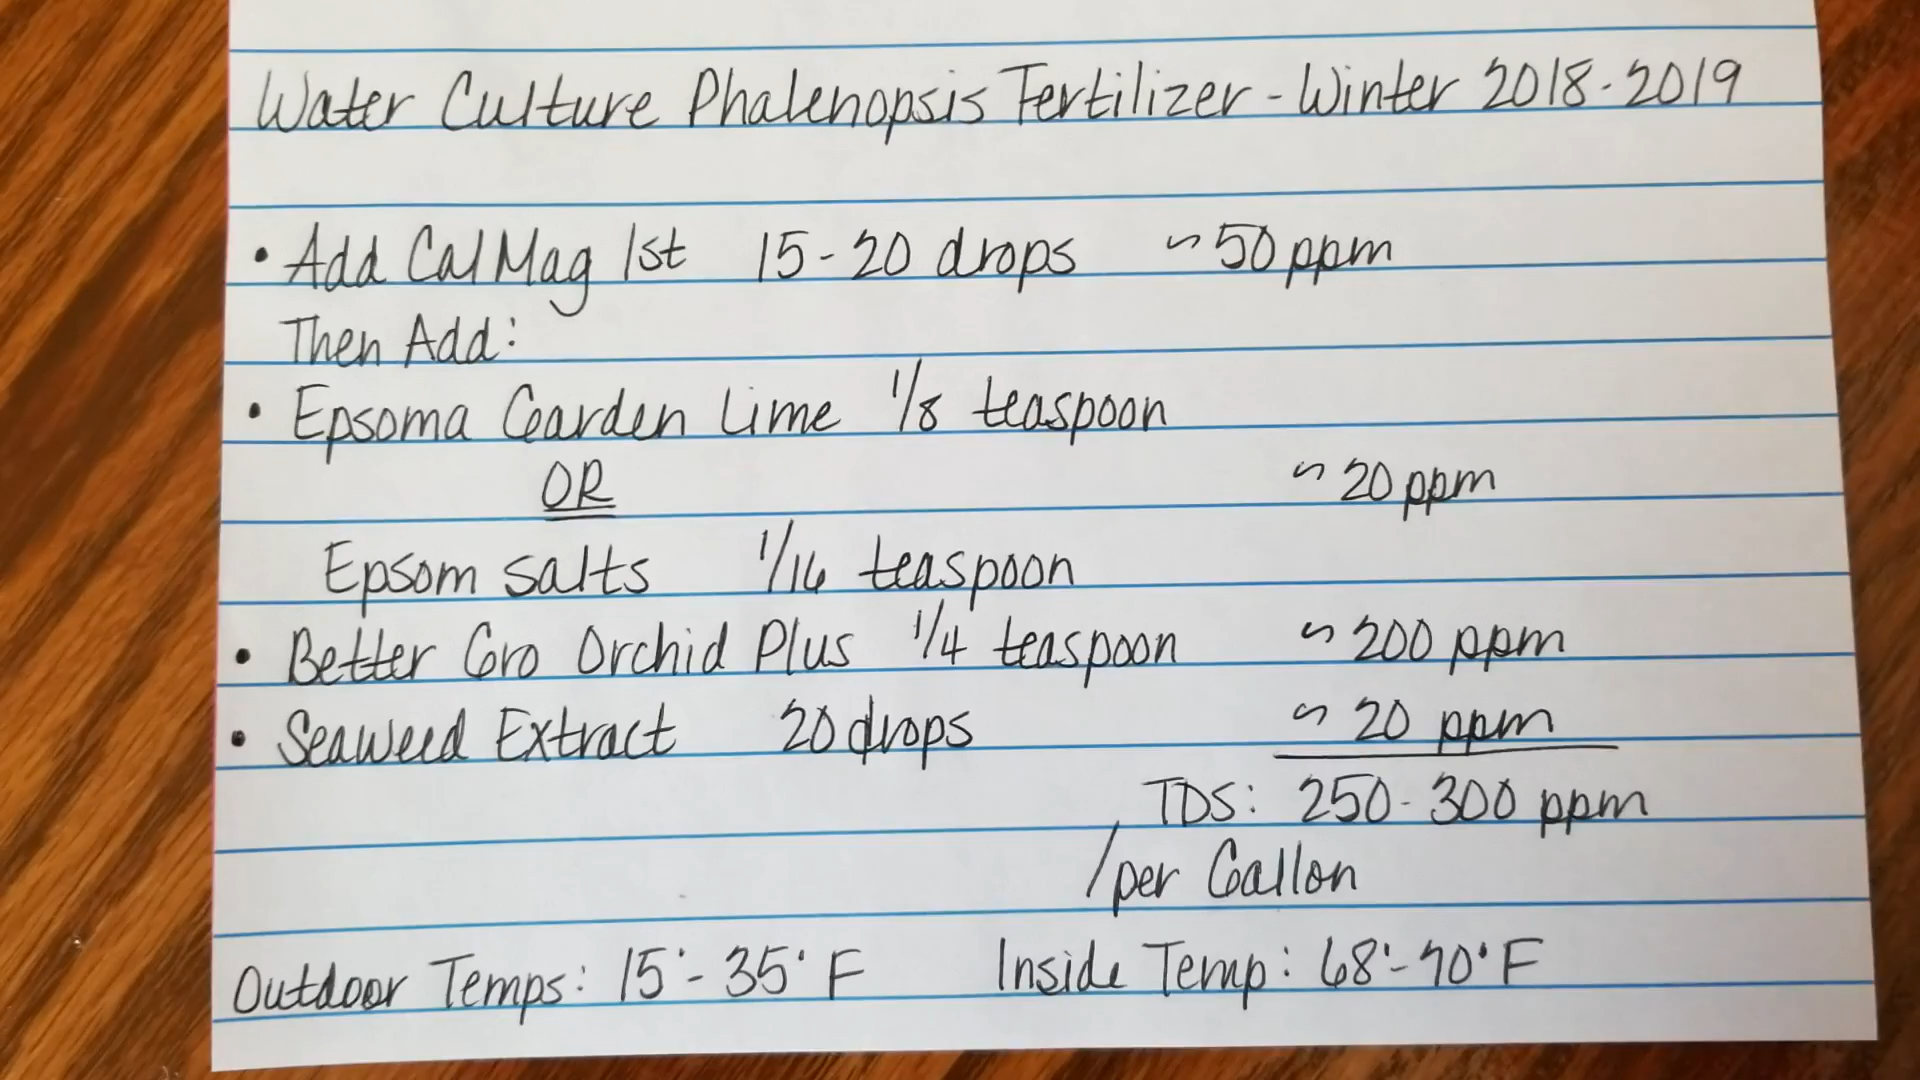 Water Culture Phalenopsis Fertilizer - Winter 2018-2019
• Add CalMag 1st 15-20 drops ~50 ppm
Then Add:
• Epsoma Garden Lime 1/8 teaspoon
OR ~20 ppm
Epsom salts 1/16 teaspoon
• Better Gro Orchid Plus 1/4 teaspoon ~200 ppm
• Seaweed Extract 20 drops ~20 ppm
TDS: 250-300 ppm
/per Gallon
Outdoor Temps: 15°-35°F Inside Temp: 68°-70°F